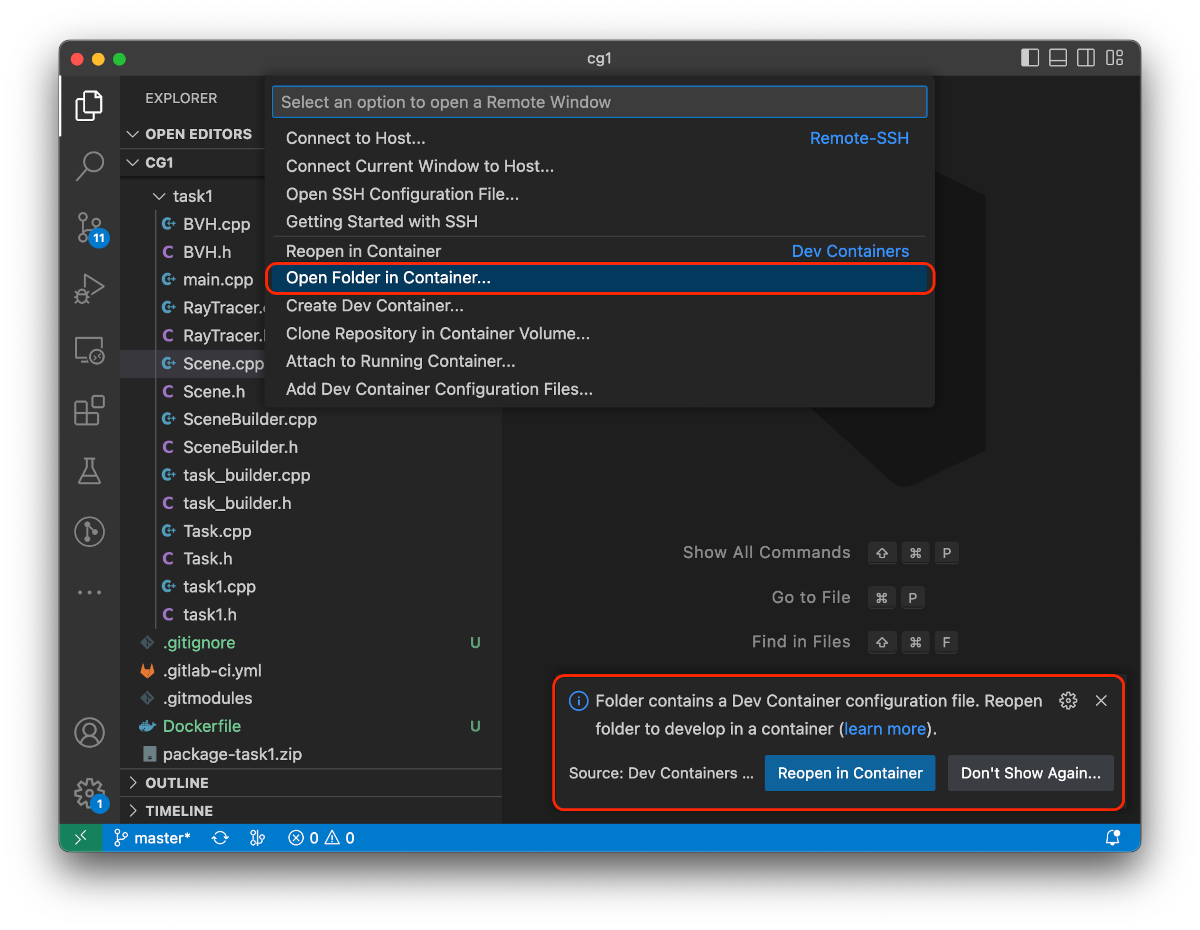 cg1
EXPLORER
OPEN EDITORS
CG1
task1
BVH.cpp
BVH.h
main.cpp
RayTracer.
RayTracer.
Scene.cpp
Scene.h
SceneBuilder.cpp
SceneBuilder.h
task_builder.cpp
task_builder.h
Task.cpp
Task.h
task1.cpp
task1.h
.gitignore U
.gitlab-ci.yml
.gitmodules
Dockerfile U
package-task1.zip
OUTLINE
TIMELINE
11
1
Select an option to open a Remote Window
Connect to Host... Remote-SSH
Connect Current Window to Host...
Open SSH Configuration File...
Getting Started with SSH
Reopen in Container Dev Containers
Open Folder in Container...
Create Dev Container...
Clone Repository in Container Volume...
Attach to Running Container...
Add Dev Container Configuration Files...
Show All Commands ⇧ ⌘ P
Go to File ⌘ P
Find in Files ⇧ ⌘ F
Folder contains a Dev Container configuration file. Reopen
folder to develop in a container (learn more).
Source: Dev Containers ... Reopen in Container Don't Show Again...
master* 0 0